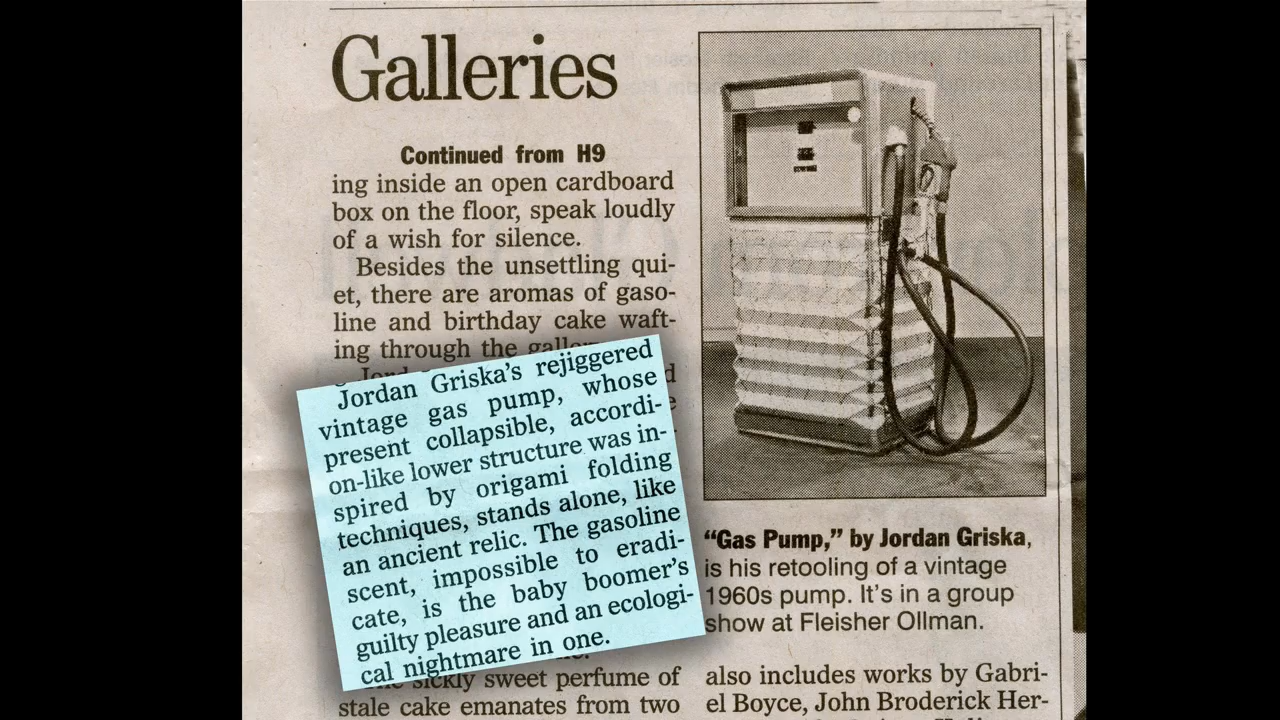 Galleries
Continued from H9
ing inside an open cardboard
box on the floor, speak loudly
of a wish for silence.
Besides the unsettling qui-
et, there are aromas of gaso-
line and birthday cake waft-
ing through the
Jordan Griska's rejiggered
vintage gas pump, whose
present collapsible, accordi-
on-like lower structure was in-
spired by origami folding
techniques, stands alone, like
an ancient relic. The gasoline
scent, impossible to eradi-
cate, is the baby boomer's
guilty pleasure and an ecologi-
cal nightmare in one.
sickly sweet perfume of
stale cake emanates from two
"Gas Pump," by Jordan Griska,
is his retooling of a vintage
1960s pump. It's in a group
show at Fleisher Ollman.
also includes works by Gabri-
el Boyce, John Broderick Her-